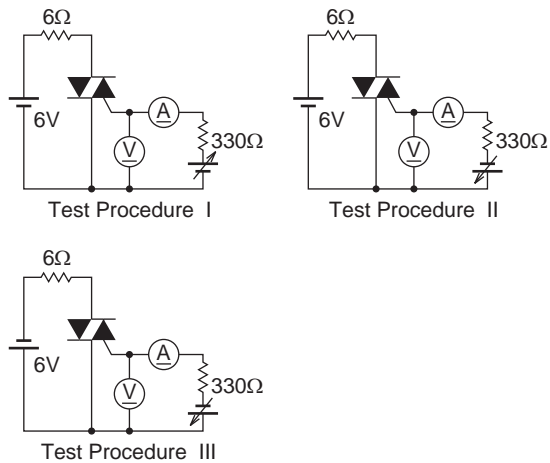 6Ω
6V
A
V
330Ω
Test Procedure I
6Ω
6V
A
V
330Ω
Test Procedure II
6Ω
6V
A
V
330Ω
Test Procedure III